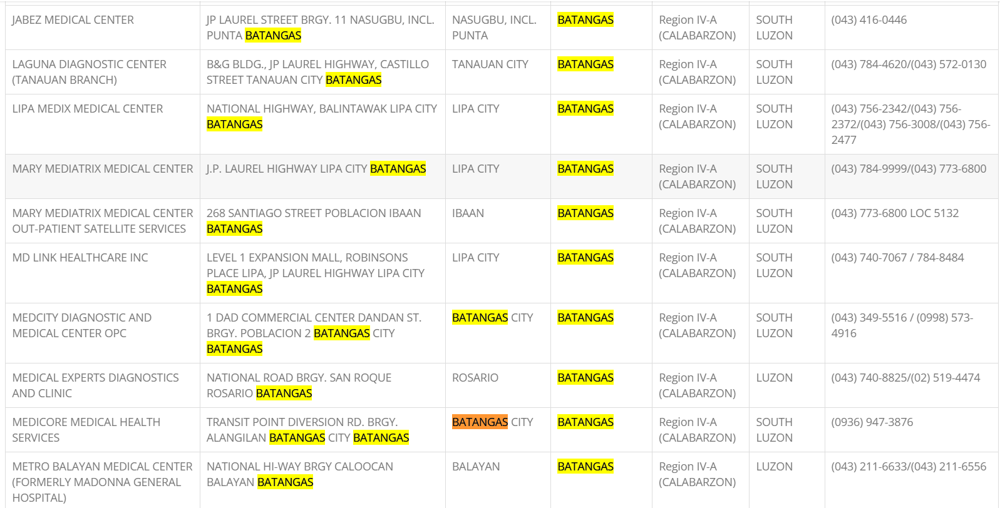 JABEZ MEDICAL CENTER
JP LAUREL STREET BRGY. 11 NASUGBU, INCL.
PUNTA BATANGAS
NASUGBU, INCL.
PUNTA
BATANGAS
Region IV-A
(CALABARZON)
SOUTH
LUZON
(043) 416-0446
LAGUNA DIAGNOSTIC CENTER
(TANAUAN BRANCH)
B&G BLDG., JP LAUREL HIGHWAY, CASTILLO
STREET TANAUAN CITY BATANGAS
TANAUAN CITY
BATANGAS
Region IV-A
(CALABARZON)
SOUTH
LUZON
(043) 784-4620/(043) 572-0130
LIPA MEDIX MEDICAL CENTER
NATIONAL HIGHWAY, BALINTAWAK LIPA CITY
BATANGAS
LIPA CITY
BATANGAS
Region IV-A
(CALABARZON)
SOUTH
LUZON
(043) 756-2342/(043) 756-
2372/(043) 756-3008/(043) 756-
2477
MARY MEDIATRIX MEDICAL CENTER
J.P. LAUREL HIGHWAY LIPA CITY BATANGAS
LIPA CITY
BATANGAS
Region IV-A
(CALABARZON)
SOUTH
LUZON
(043) 784-9999/(043) 773-6800
MARY MEDIATRIX MEDICAL CENTER
OUT-PATIENT SATELLITE SERVICES
268 SANTIAGO STREET POBLACION IBAAN
BATANGAS
IBAAN
BATANGAS
Region IV-A
(CALABARZON)
SOUTH
LUZON
(043) 773-6800 LOC 5132
MD LINK HEALTHCARE INC
LEVEL 1 EXPANSION MALL, ROBINSONS
PLACE LIPA, JP LAUREL HIGHWAY LIPA CITY
BATANGAS
LIPA CITY
BATANGAS
Region IV-A
(CALABARZON)
SOUTH
LUZON
(043) 740-7067 / 784-8484
MEDCITY DIAGNOSTIC AND
MEDICAL CENTER OPC
1 DAD COMMERCIAL CENTER DANDAN ST.
BRGY. POBLACION 2 BATANGAS CITY
BATANGAS
BATANGAS CITY
BATANGAS
Region IV-A
(CALABARZON)
SOUTH
LUZON
(043) 349-5516 / (0998) 573-
4916
MEDICAL EXPERTS DIAGNOSTICS
AND CLINIC
NATIONAL ROAD BRGY. SAN ROQUE
ROSARIO BATANGAS
ROSARIO
BATANGAS
Region IV-A
(CALABARZON)
LUZON
(043) 740-8825/(02) 519-4474
MEDICORE MEDICAL HEALTH
SERVICES
TRANSIT POINT DIVERSION RD. BRGY.
ALANGILAN BATANGAS CITY BATANGAS
BATANGAS CITY
BATANGAS
Region IV-A
(CALABARZON)
SOUTH
LUZON
(0936) 947-3876
METRO BALAYAN MEDICAL CENTER
(FORMERLY MADONNA GENERAL
HOSPITAL)
NATIONAL HI-WAY BRGY CALOOCAN
BALAYAN BATANGAS
BALAYAN
BATANGAS
Region IV-A
(CALABARZON)
LUZON
(043) 211-6633/(043) 211-6556